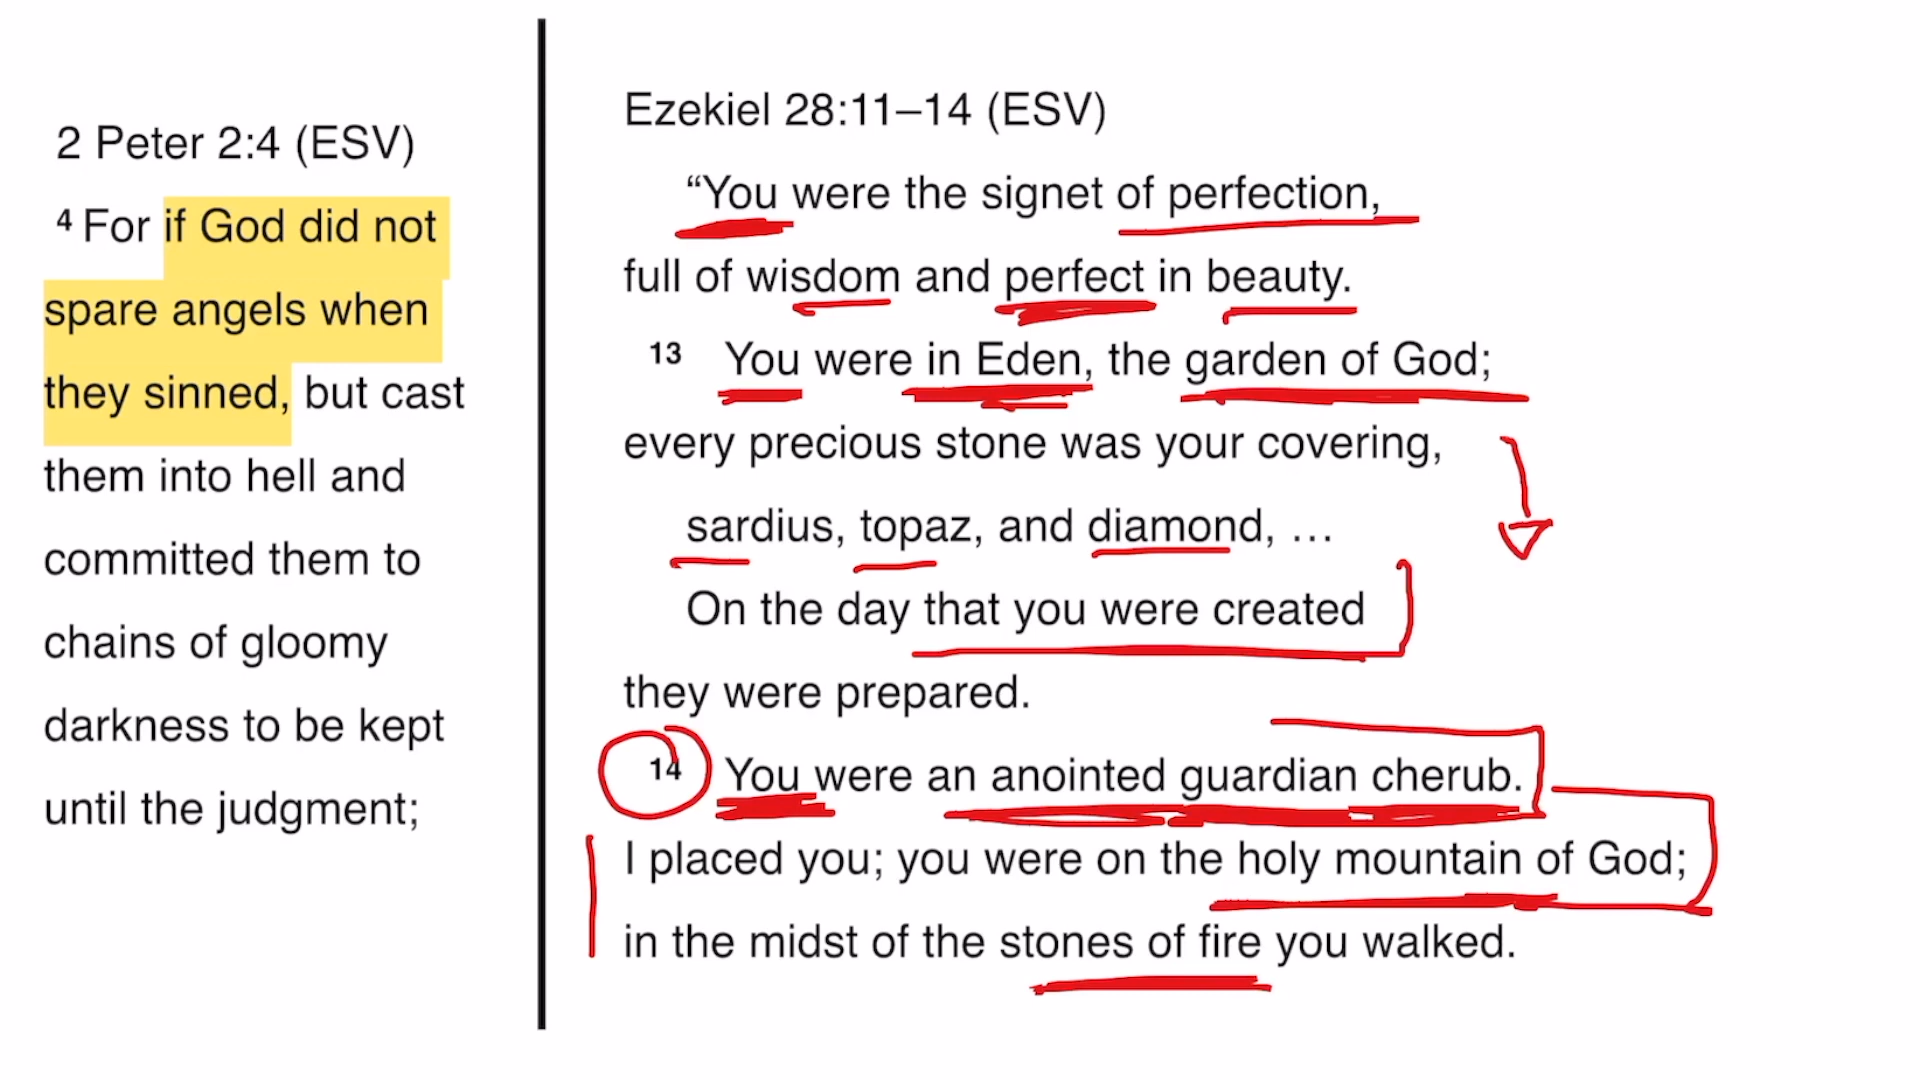 2 Peter 2:4 (ESV)
4 For if God did not
spare angels when
they sinned, but cast
them into hell and
committed them to
chains of gloomy
darkness to be kept
until the judgment;
Ezekiel 28:11–14 (ESV)
“You were the signet of perfection,
full of wisdom and perfect in beauty.
13 You were in Eden, the garden of God;
every precious stone was your covering,
sardius, topaz, and diamond, …
On the day that you were created
they were prepared.
14 You were an anointed guardian cherub.
I placed you; you were on the holy mountain of God;
in the midst of the stones of fire you walked.